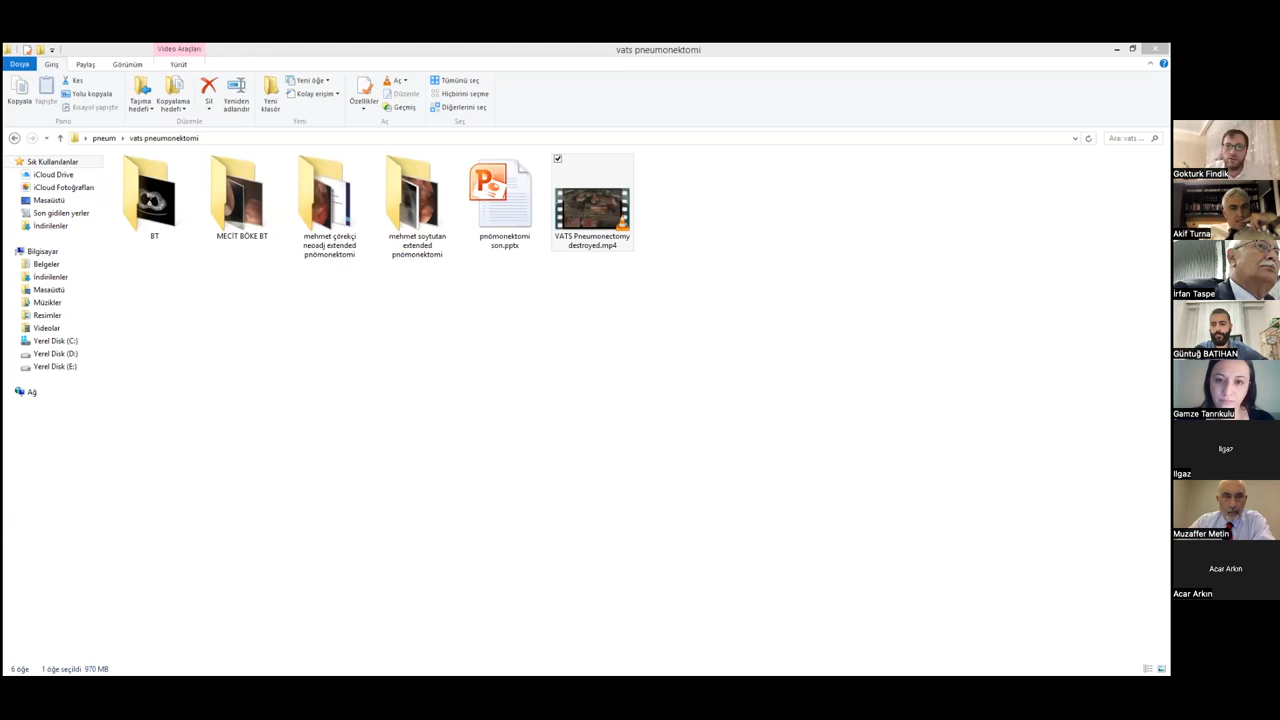 Video Araçları
vats pneumonektomi
Dosya
Giriş
Paylaş
Görünüm
Yürüt
Kopyala
Yapıştır
Kes
Yolu kopyala
Kısayol yapıştır
Taşıma hedefi
Kopyalama hedefi
Sil
Yeniden adlandır
Yeni klasör
Yeni öğe
Kolay erişim
Özellikler
Aç
Düzenle
Geçmiş
Tümünü seç
Hiçbirini seçme
Diğerlerini seç
Pano
Düzenle
Yeni
Aç
Seç
pneum
vats pneumonektomi
Ara: vats ...
Sık Kullanılanlar
iCloud Drive
iCloud Fotoğrafları
Masaüstü
Son gidilen yerler
İndirilenler
Bilgisayar
Belgeler
İndirilenler
Masaüstü
Müzikler
Resimler
Videolar
Yerel Disk (C:)
Yerel Disk (D:)
Yerel Disk (E:)
Ağ
BT
MECİT BÖKE BT
mehmet çörekçi
neoadj extended
pnömonektomi
mehmet soytutan
extended
pnömonektomi
pnömonektomi
son.pptx
VATS Pneumonectomy
destroyed.mp4
6 öğe
1 öğe seçildi 970 MB
Gokturk Findik
Akif Turna
İrfan Taspe
Güntuğ BATIHAN
Gamze Tanrıkulu
Ilgaz
Ilgaz
Muzaffer Metin
Acar Arkın
Acar Arkın